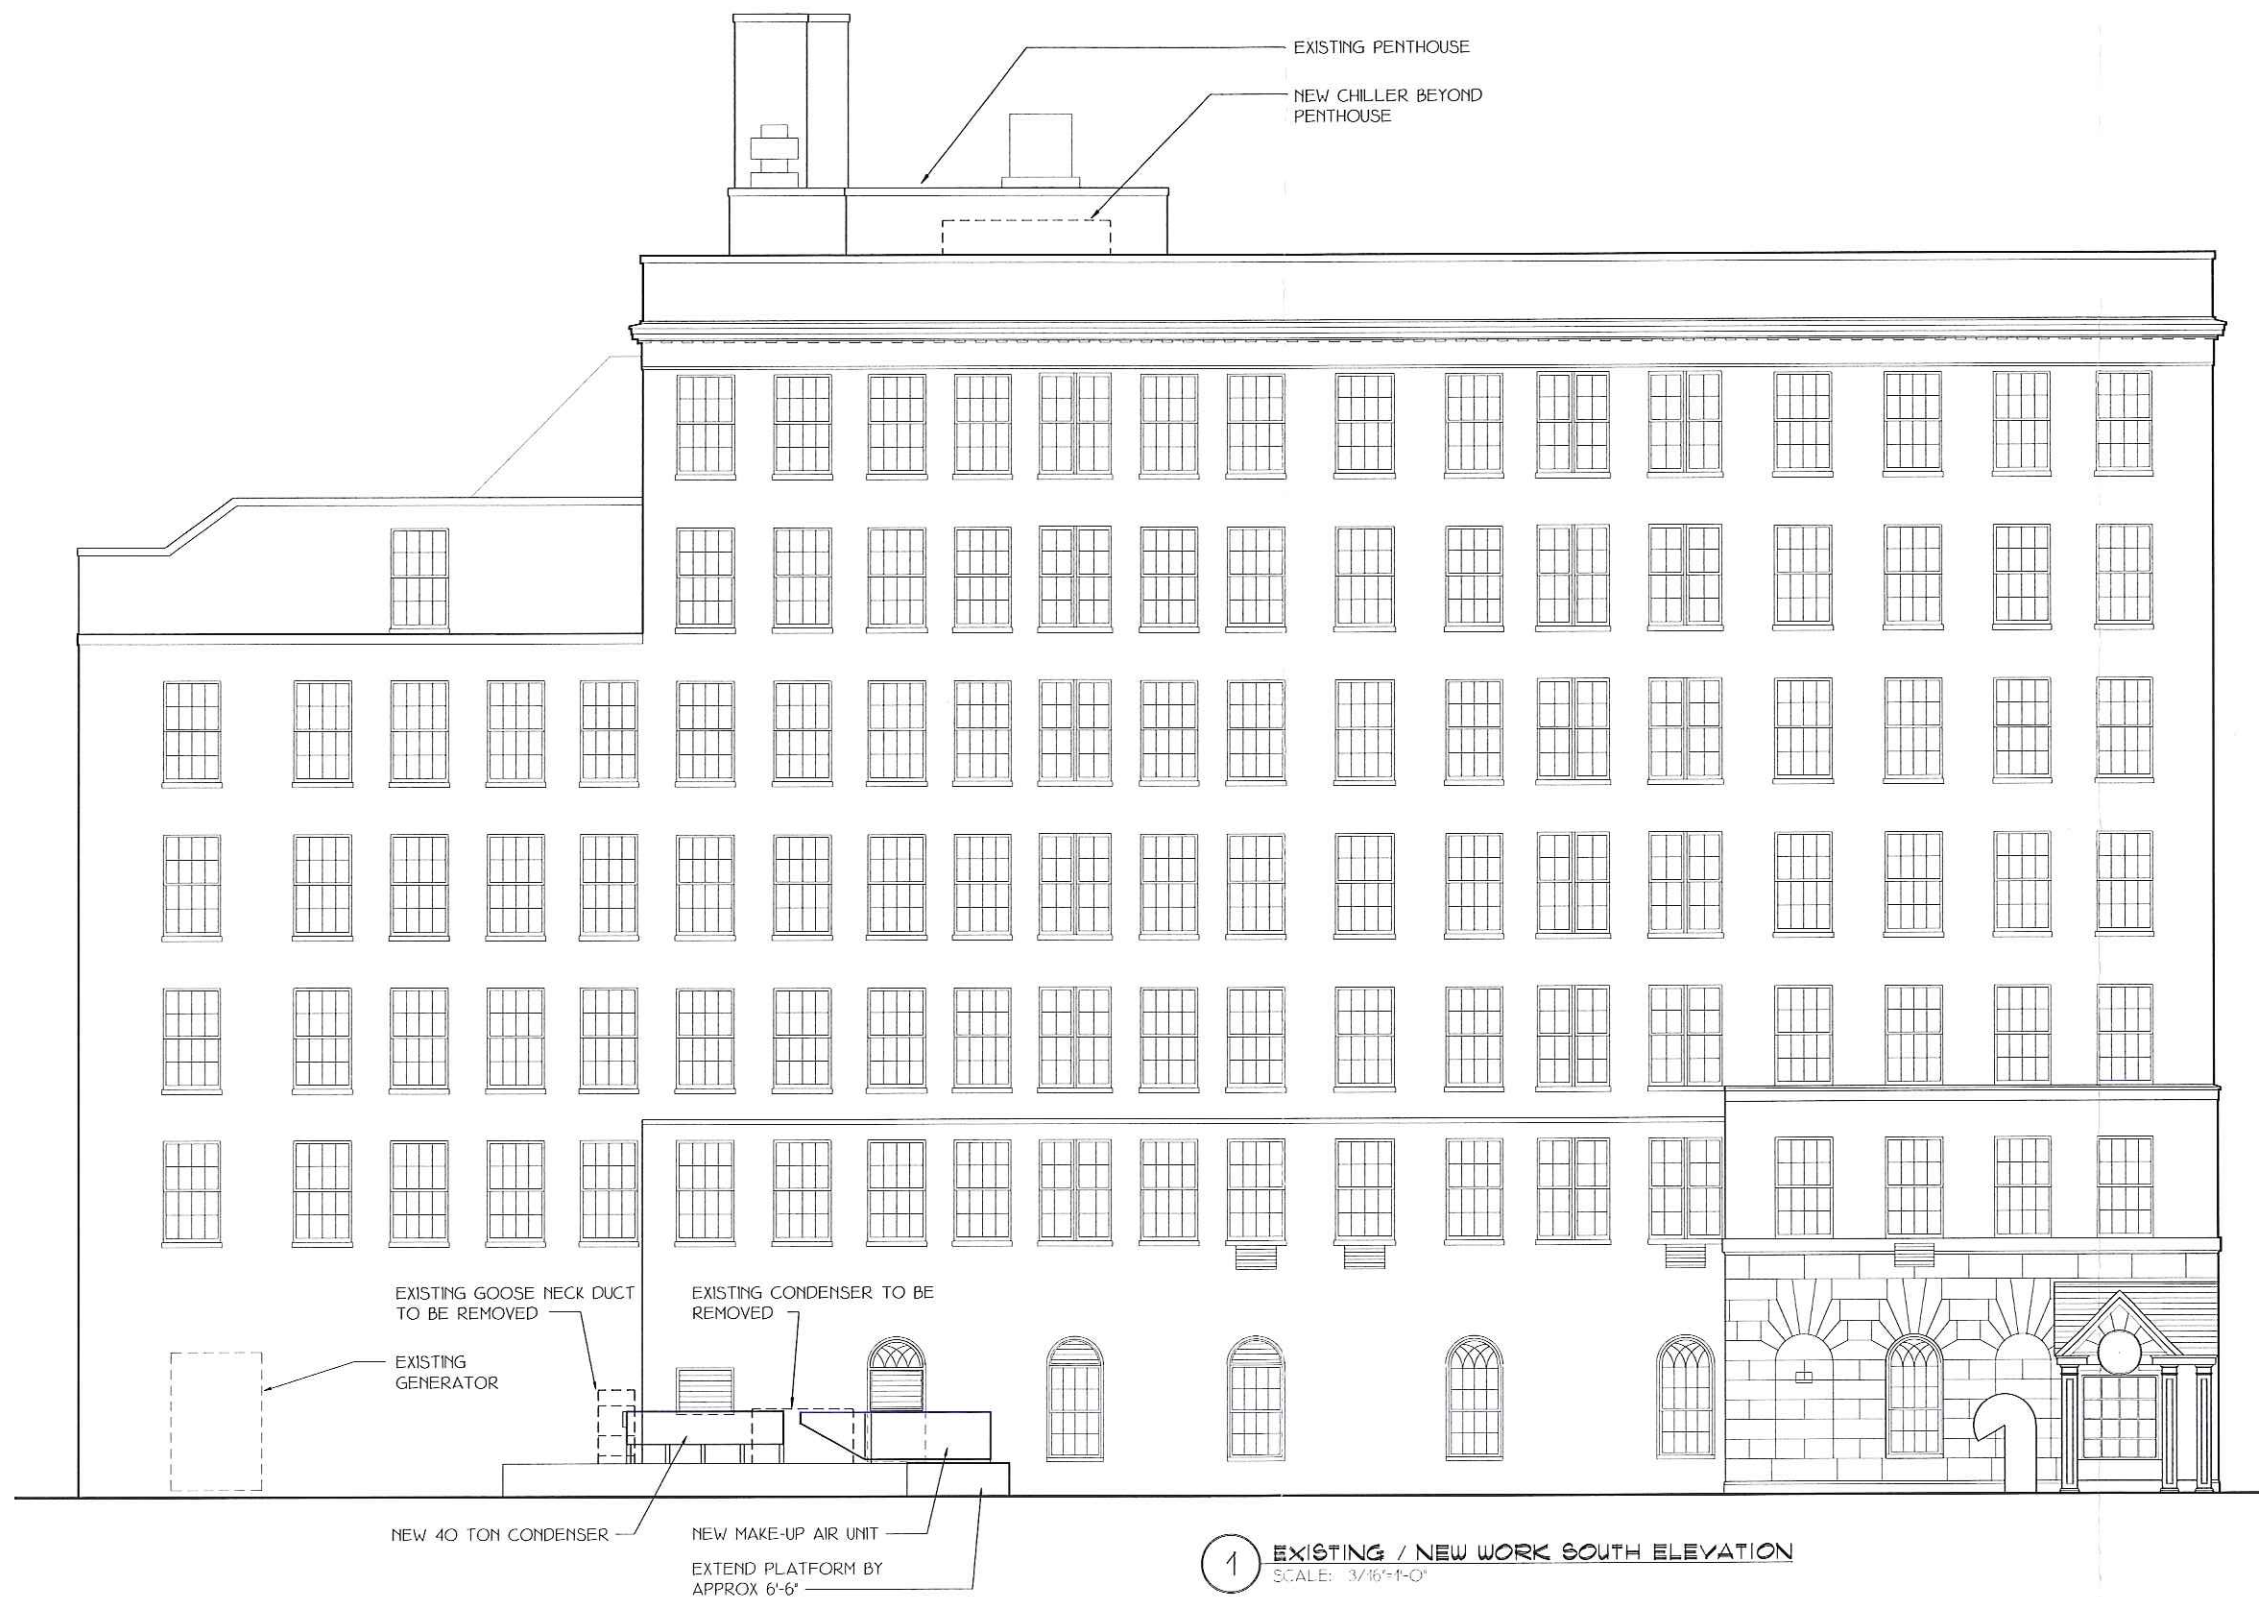 EXISTING PENTHOUSE
NEW CHILLER BEYOND
PENTHOUSE
EXISTING GOOSE NECK DUCT
TO BE REMOVED
EXISTING CONDENSER TO BE
REMOVED
EXISTING
GENERATOR
NEW 40 TON CONDENSER
NEW MAKE-UP AIR UNIT
EXTEND PLATFORM BY
APPROX 6'-6"
1
EXISTING / NEW WORK SOUTH ELEVATION
SCALE: 3/16"=1'-0"